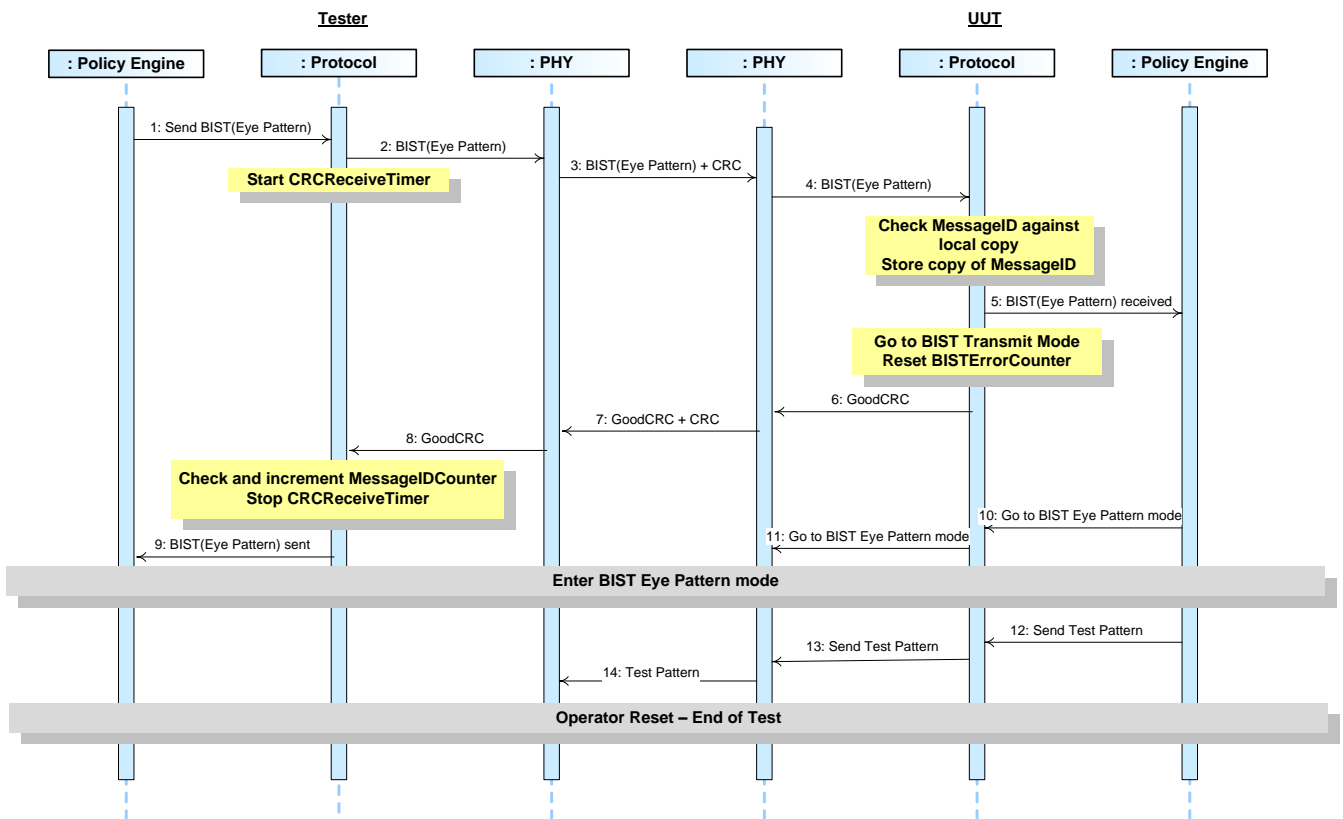 Tester
UUT
: Policy Engine
: Protocol
: PHY
: PHY
: Protocol
: Policy Engine
1: Send BIST(Eye Pattern)
2: BIST(Eye Pattern)
3: BIST(Eye Pattern) + CRC
Start CRCReceiveTimer
4: BIST(Eye Pattern)
Check MessageID against
local copy
Store copy of MessageID
5: BIST(Eye Pattern) received
Go to BIST Transmit Mode
Reset BISTErrorCounter
6: GoodCRC
7: GoodCRC + CRC
8: GoodCRC
Check and increment MessageIDCounter
Stop CRCReceiveTimer
10: Go to BIST Eye Pattern mode
11: Go to BIST Eye Pattern mode
9: BIST(Eye Pattern) sent
Enter BIST Eye Pattern mode
12: Send Test Pattern
13: Send Test Pattern
14: Test Pattern
Operator Reset – End of Test